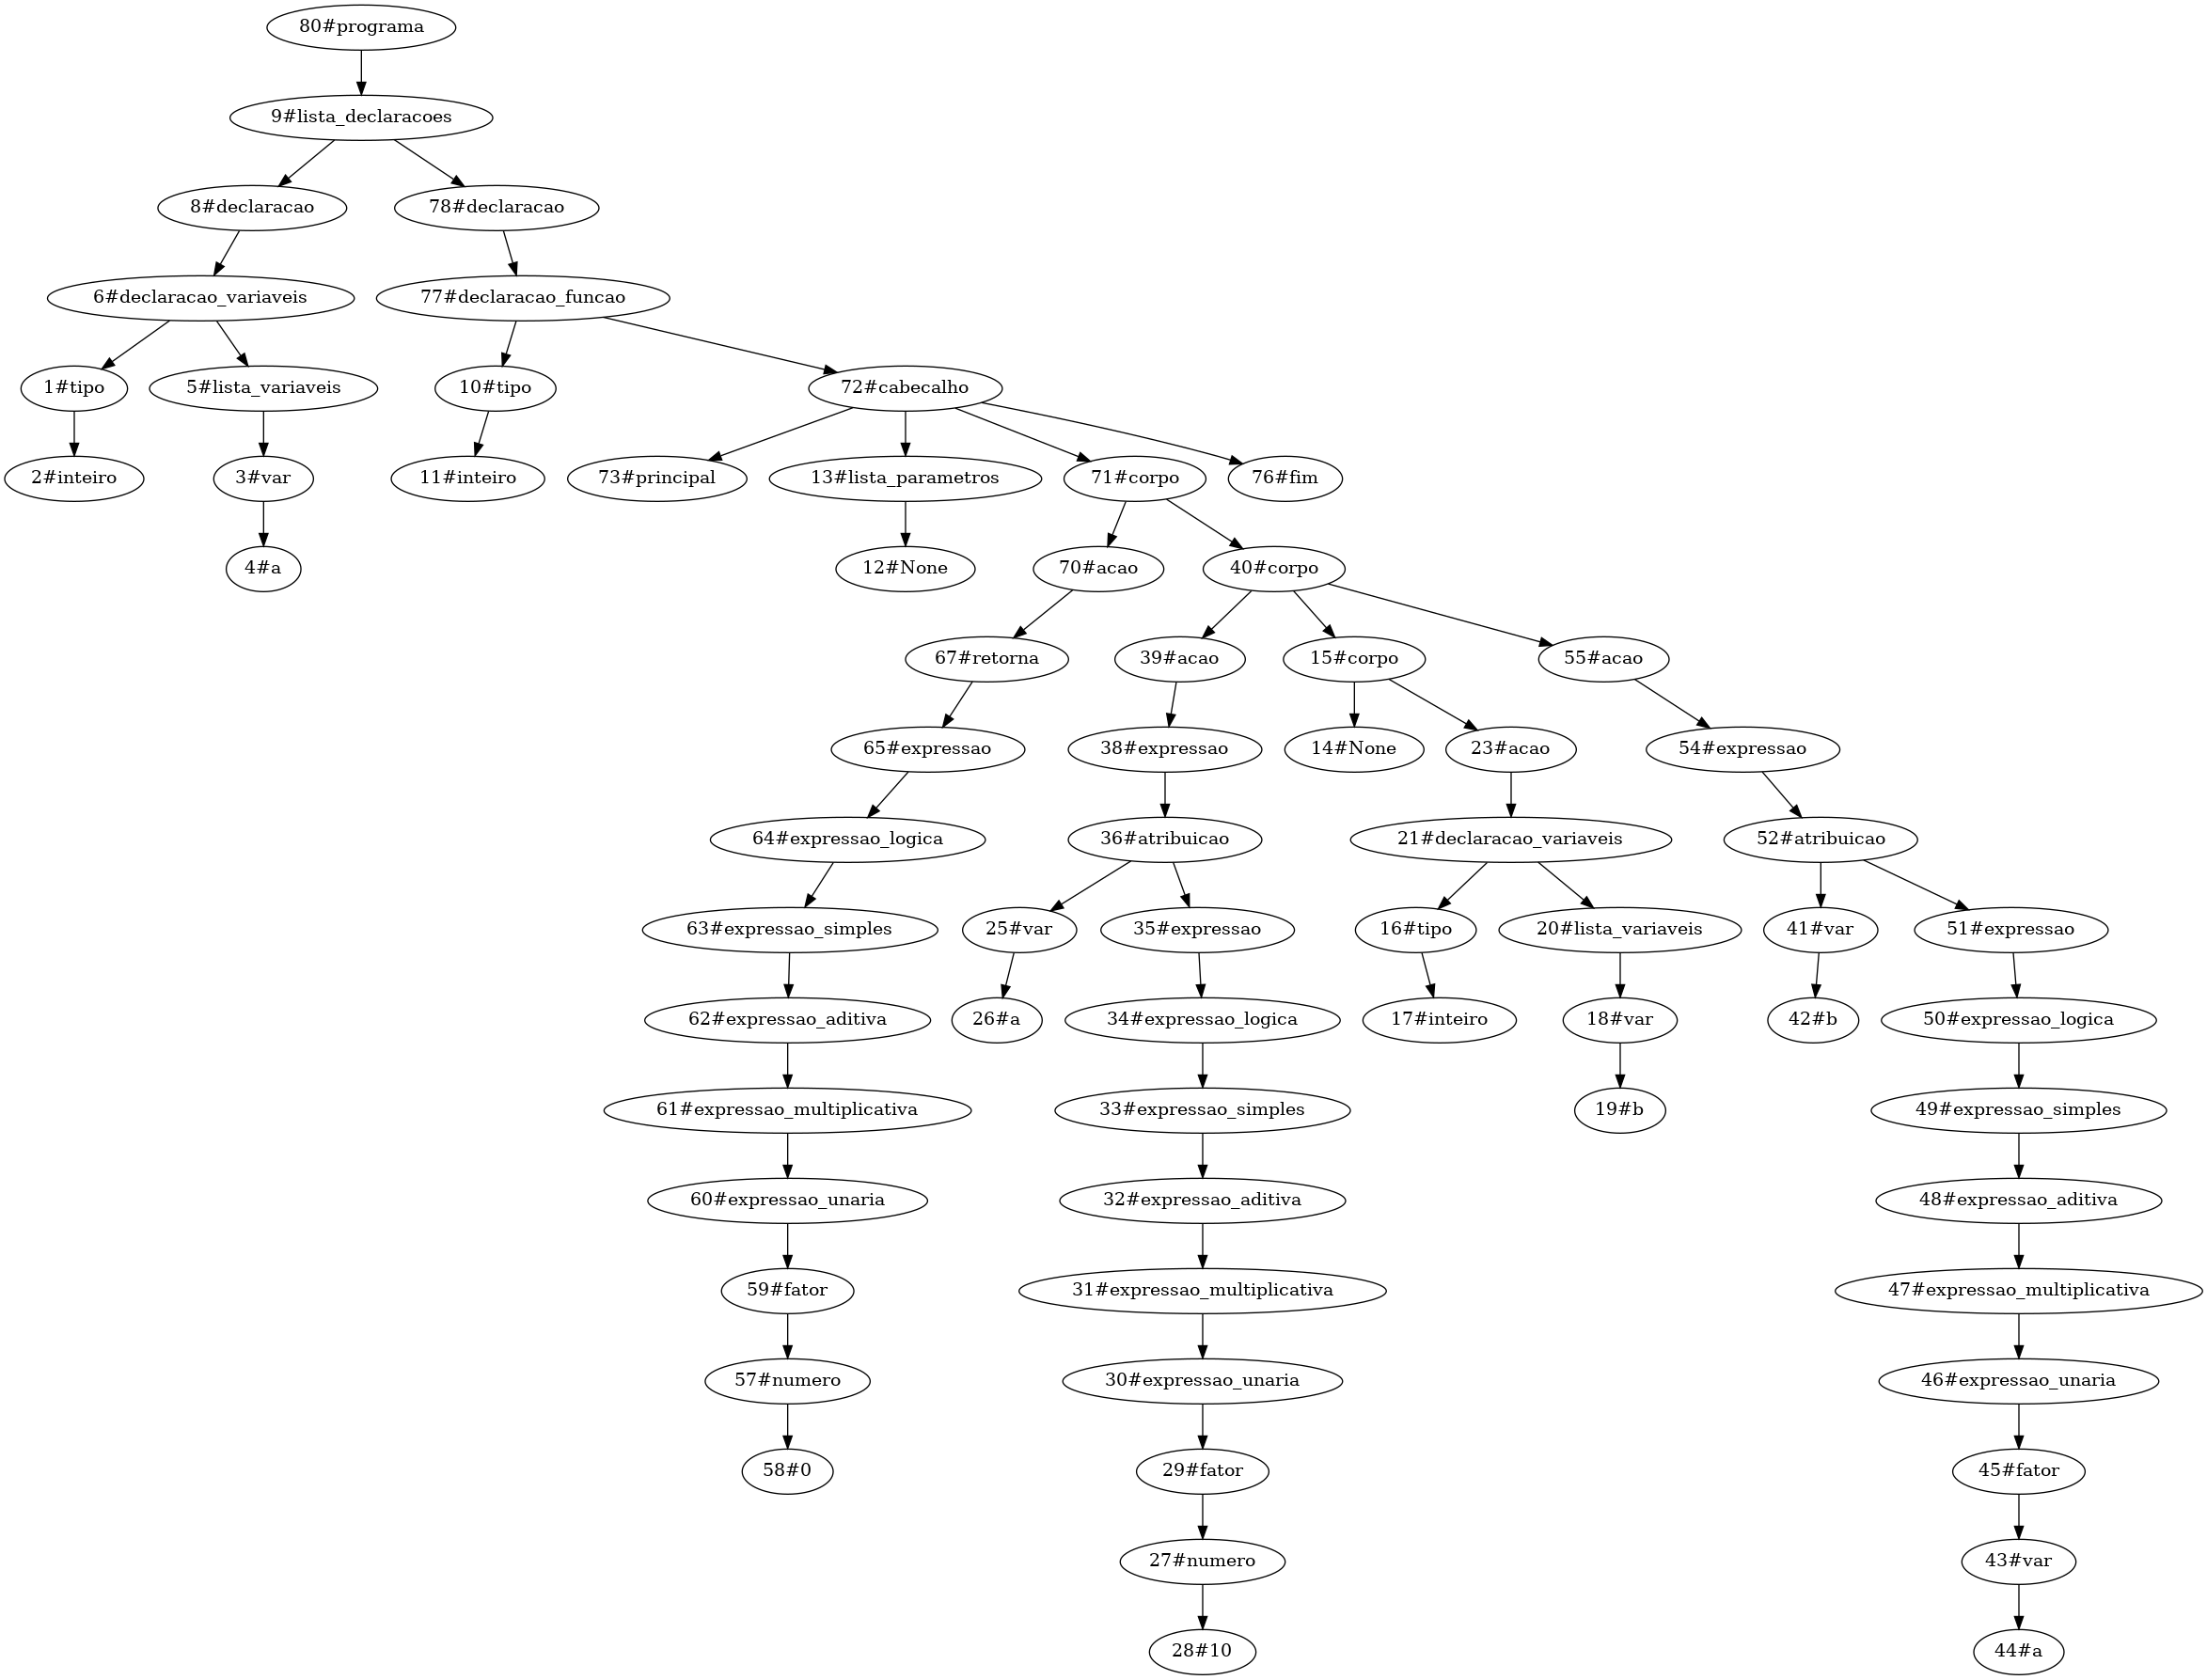 80#programa
9#lista_declaracoes
8#declaracao
78#declaracao
6#declaracao_variaveis
77#declaracao_funcao
1#tipo
5#lista_variaveis
10#tipo
72#cabecalho
2#inteiro
3#var
11#inteiro
73#principal
13#lista_parametros
71#corpo
76#fim
4#a
12#None
70#acao
40#corpo
67#retorna
39#acao
15#corpo
55#acao
65#expressao
38#expressao
14#None
23#acao
54#expressao
64#expressao_logica
36#atribuicao
21#declaracao_variaveis
52#atribuicao
63#expressao_simples
25#var
35#expressao
16#tipo
20#lista_variaveis
41#var
51#expressao
62#expressao_aditiva
26#a
34#expressao_logica
17#inteiro
18#var
42#b
50#expressao_logica
61#expressao_multiplicativa
33#expressao_simples
19#b
49#expressao_simples
60#expressao_unaria
32#expressao_aditiva
48#expressao_aditiva
59#fator
31#expressao_multiplicativa
47#expressao_multiplicativa
57#numero
30#expressao_unaria
46#expressao_unaria
58#0
29#fator
45#fator
27#numero
43#var
28#10
44#a